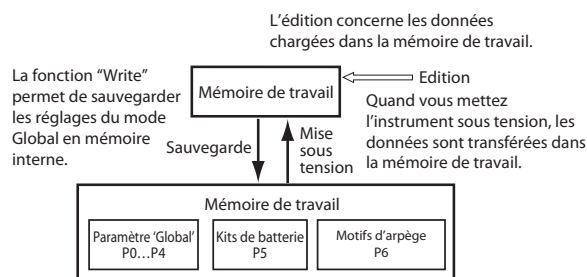 L'édition concerne les données
chargées dans la mémoire de travail.
La fonction "Write"
permet de sauvegarder
les réglages du mode
Global en mémoire
interne.
Mémoire de travail
Edition
Quand vous mettez
l'instrument sous tension, les
données sont transférées dans
la mémoire de travail.
Sauvegarde
Mise
sous
tension
Mémoire de travail
Paramètre 'Global'
P0...P4
Kits de batterie
P5
Motifs d'arpège
P6